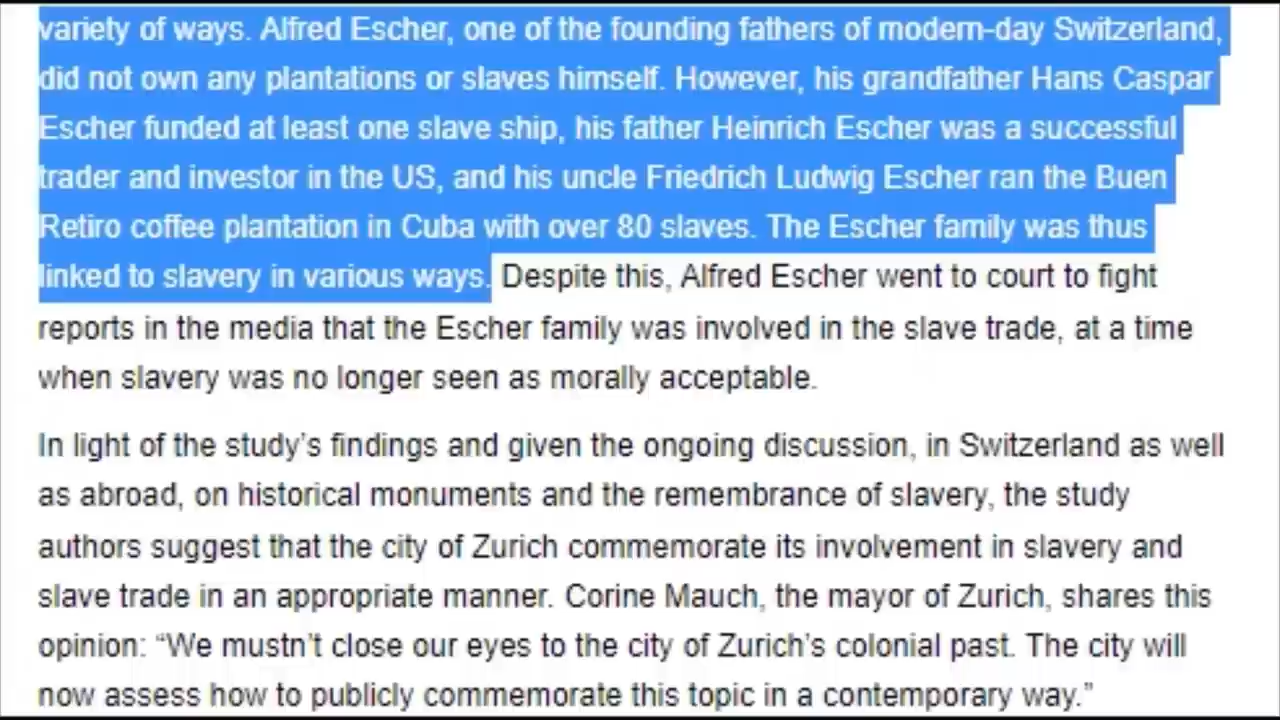 variety of ways. Alfred Escher, one of the founding fathers of modern-day Switzerland,
did not own any plantations or slaves himself. However, his grandfather Hans Caspar
Escher funded at least one slave ship, his father Heinrich Escher was a successful
trader and investor in the US, and his uncle Friedrich Ludwig Escher ran the Buen
Retiro coffee plantation in Cuba with over 80 slaves. The Escher family was thus
linked to slavery in various ways. Despite this, Alfred Escher went to court to fight
reports in the media that the Escher family was involved in the slave trade, at a time
when slavery was no longer seen as morally acceptable.
In light of the study’s findings and given the ongoing discussion, in Switzerland as well
as abroad, on historical monuments and the remembrance of slavery, the study
authors suggest that the city of Zurich commemorate its involvement in slavery and
slave trade in an appropriate manner. Corine Mauch, the mayor of Zurich, shares this
opinion: “We mustn’t close our eyes to the city of Zurich’s colonial past. The city will
now assess how to publicly commemorate this topic in a contemporary way.”